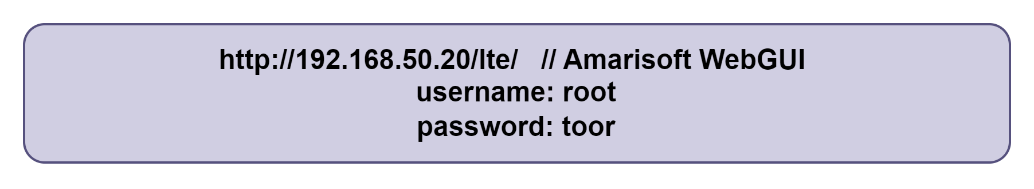 http://192.168.50.20/lte/ // Amarisoft WebGUI
username: root
password: toor